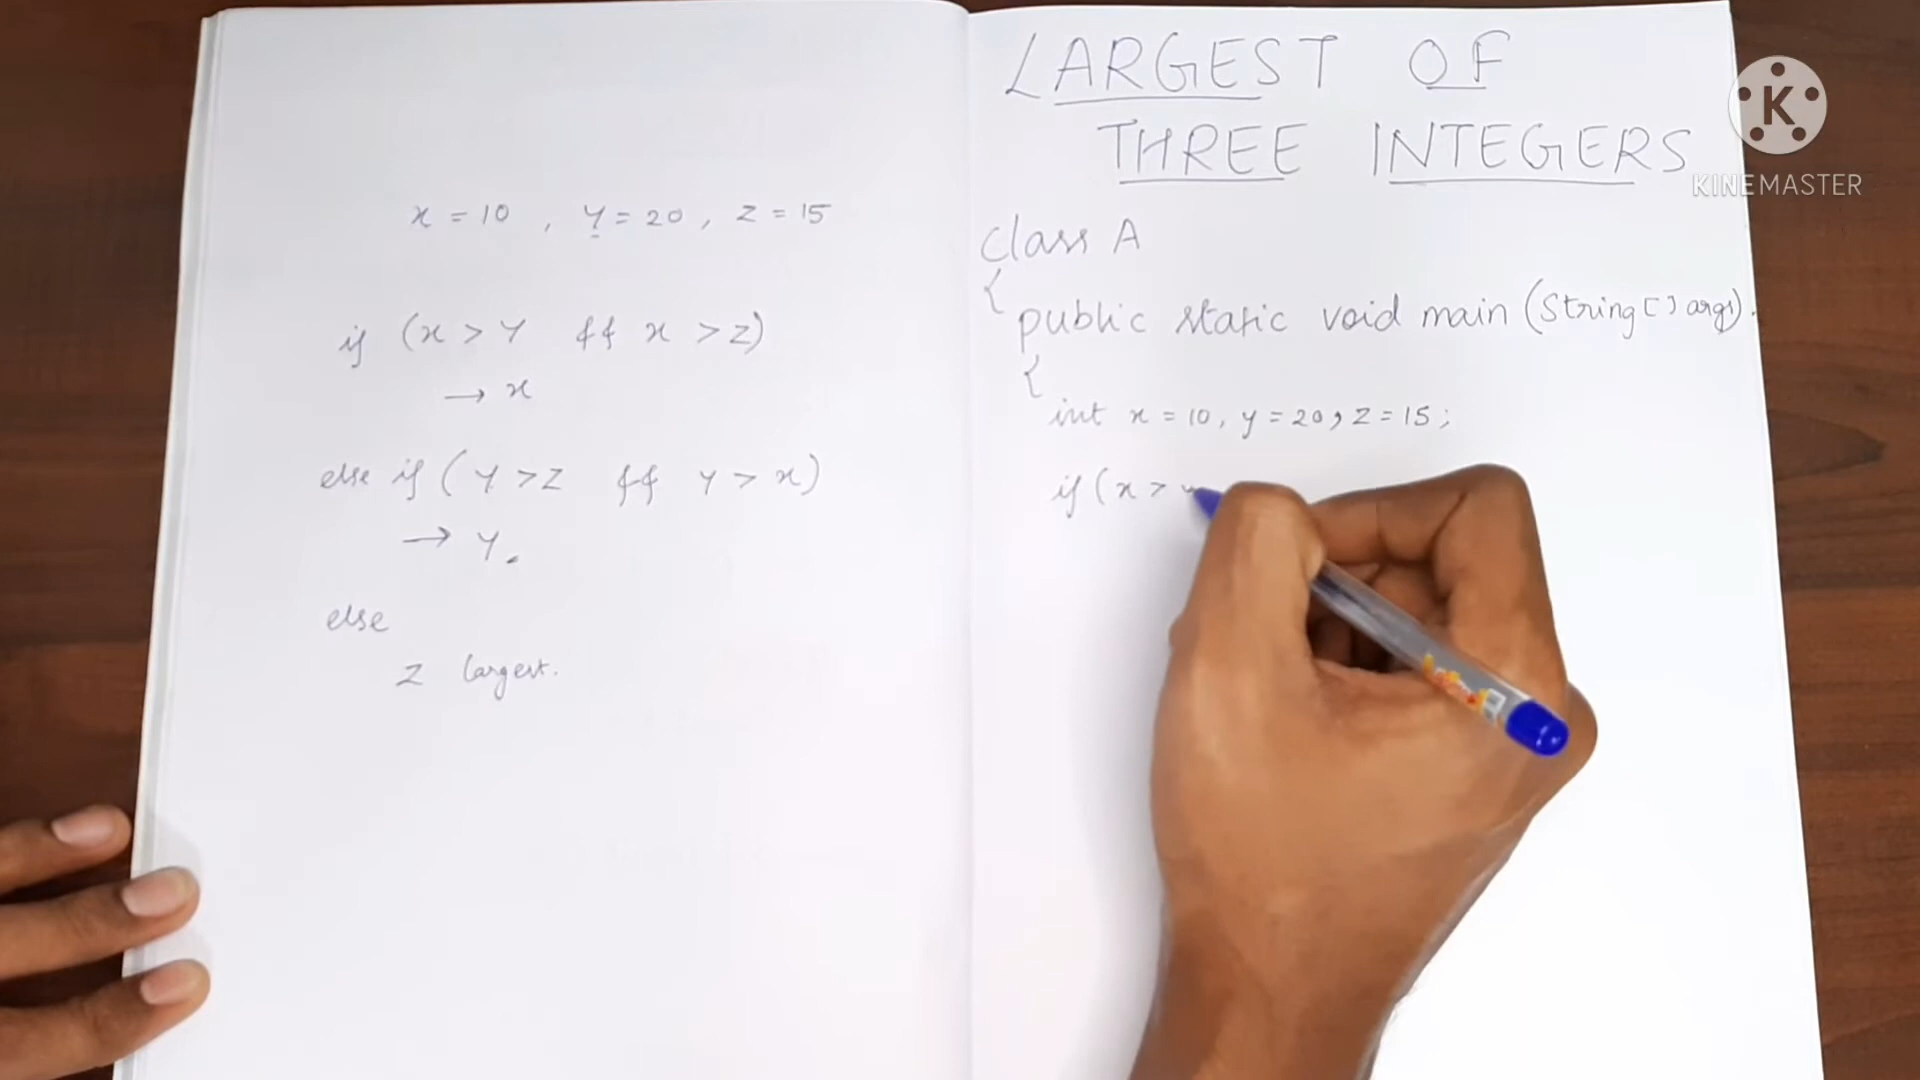 x = 10 , Y = 20 , Z = 15
if (x > Y && x > Z)
→ x
else if ( Y > Z && Y > x)
→ Y.
else
Z largest.
LARGEST OF
THREE INTEGERS
class A
{
public static void main (String [] args).
{
int x = 10, y = 20, z = 15;
if ( x >
K
KINEMASTER